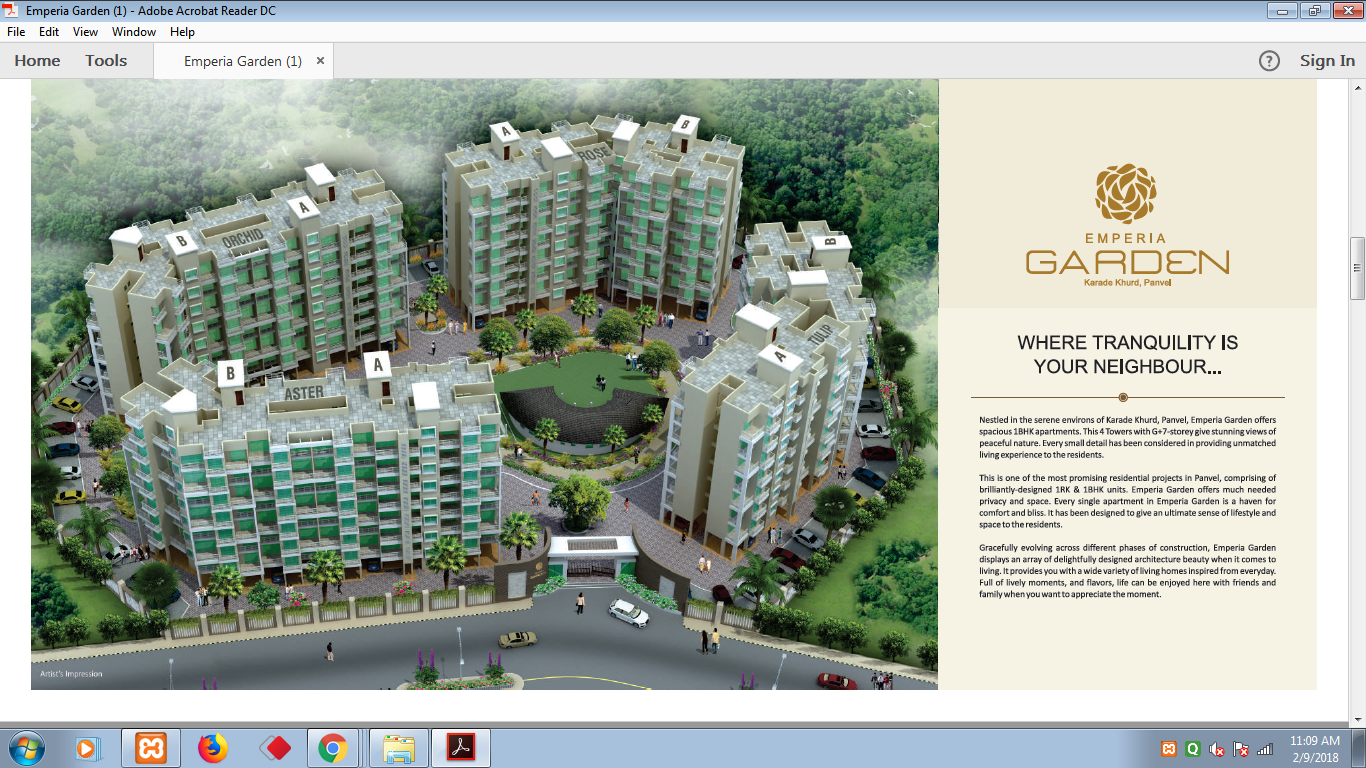 Emperia Garden (1) - Adobe Acrobat Reader DC
File Edit View Window Help
Home Tools Emperia Garden (1) × ? Sign In
A
B
ROSE
A
B
ORCHID
B
A
TULIP
B
A
ASTER
Artist's Impression
EMPERIA
GARDEN
Karade Khurd, Panvel
WHERE TRANQUILITY IS
YOUR NEIGHBOUR...
Nestled in the serene environs of Karade Khurd, Panvel, Emperia Garden offers
spacious 1BHK apartments. This 4 Towers with G+7-storey give stunning views of
peaceful nature. Every small detail has been considered in providing unmatched
living experience to the residents.
This is one of the most promising residential projects in Panvel, comprising of
brilliantly-designed 1RK & 1BHK units. Emperia Garden offers much needed
privacy and space. Every single apartment in Emperia Garden is a haven for
comfort and bliss. It has been designed to give an ultimate sense of lifestyle and
space to the residents.
Gracefully evolving across different phases of construction, Emperia Garden
displays an array of delightfully designed architecture beauty when it comes to
living. It provides you with a wide variety of living homes inspired from everyday.
Full of lively moments, and flavors, life can be enjoyed here with friends and
family when you want to appreciate the moment.
11:09 AM
2/9/2018